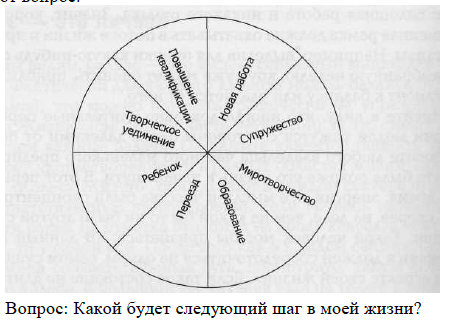 от вопрос.
Повышение
квалификации
Новая работа
Творческое
уединение
Супружество
Ребенок
Миротворчество
Переезд
Образование
Вопрос: Какой будет следующий шаг в моей жизни?